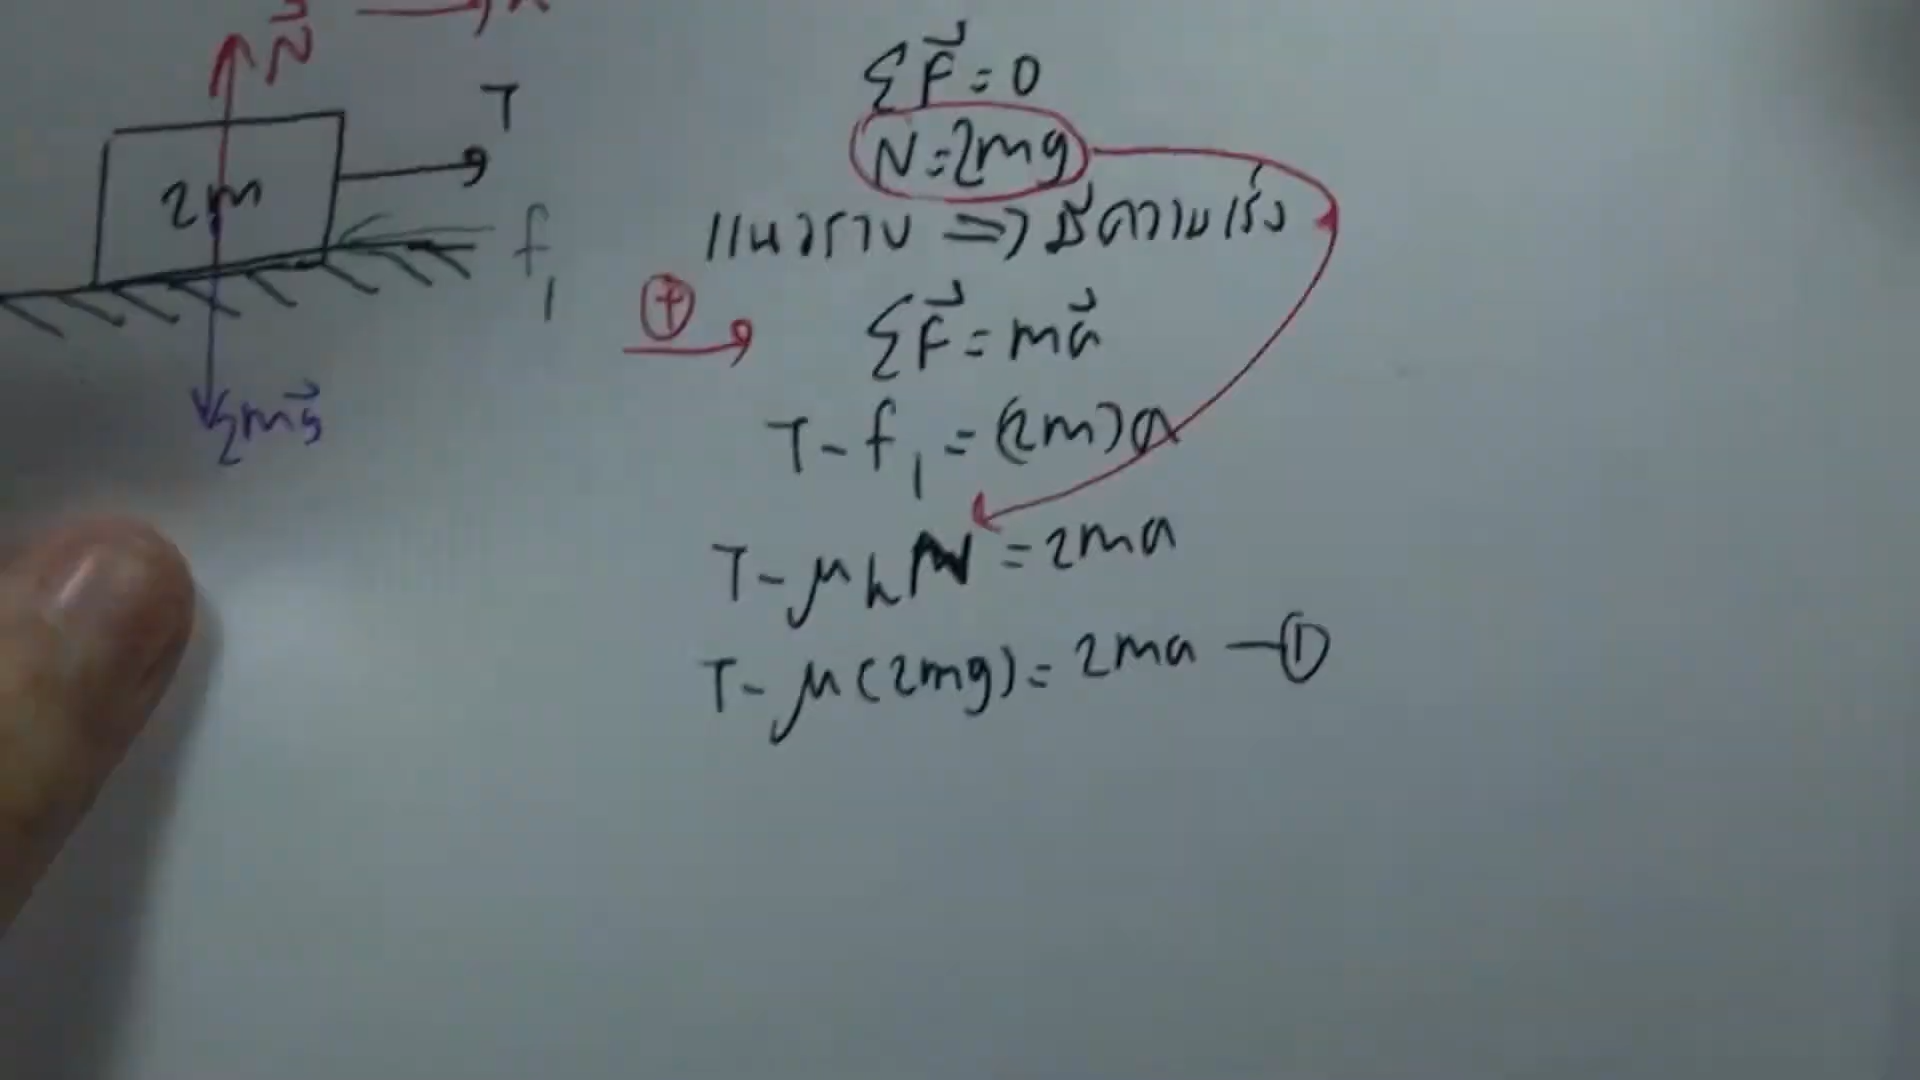 N⃗
T
2m
f₁
2mg⃗
ΣF⃗ = 0
N = 2mg
แนวราบ ⇒ มีความเร่ง
⊕ →
ΣF⃗ = ma⃗
T - f₁ = (2m)a
T - μₖN = 2ma
T - μ(2mg) = 2ma —①